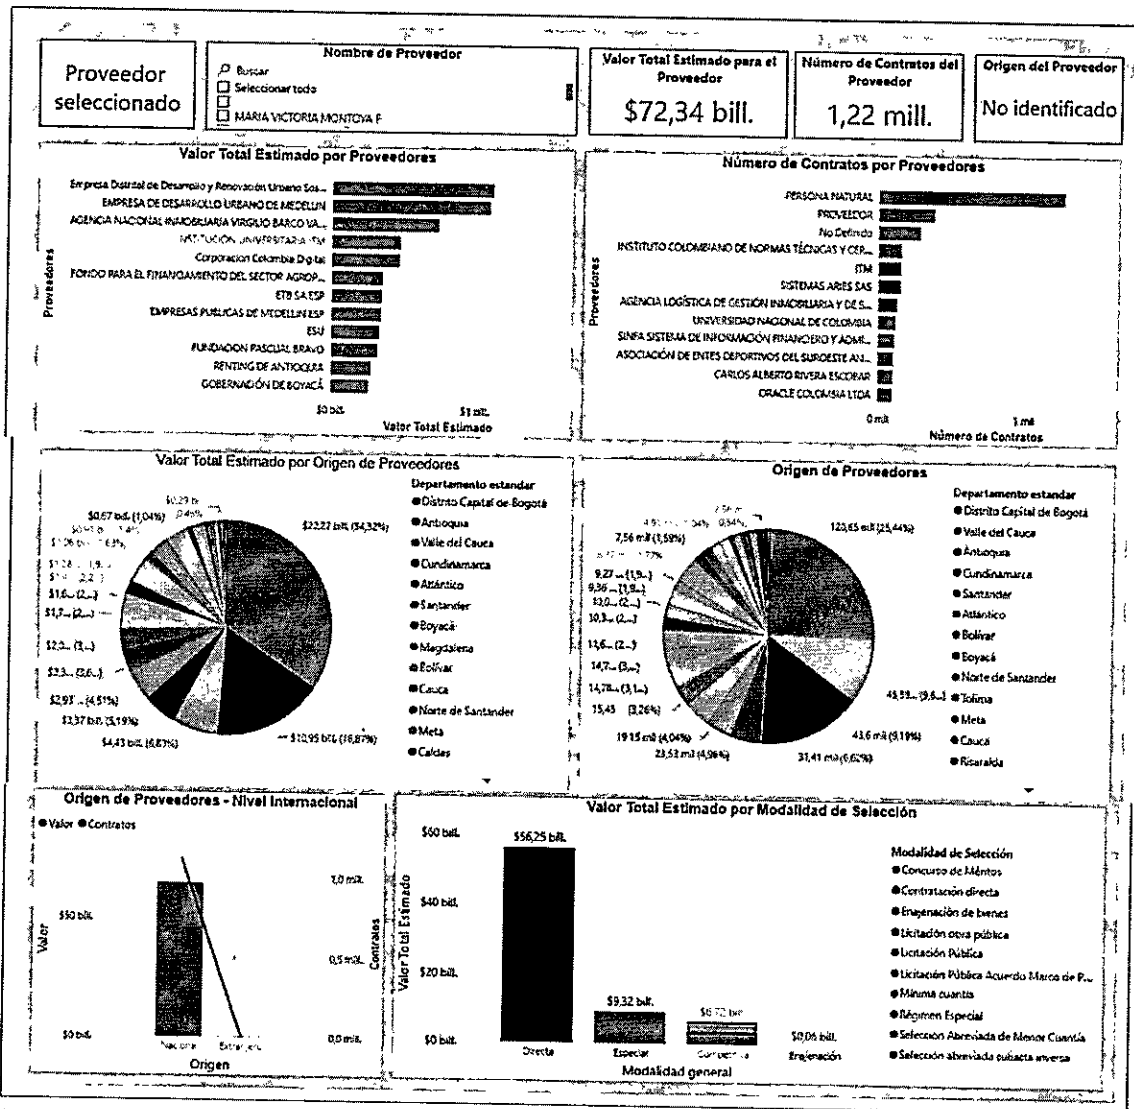 Proveedor
seleccionado
Nombre de Proveedor
Buscar
Seleccionar todo
MARIA VICTORIA MONTOYA F
Valor Total Estimado para el
Proveedor
$72,34 bill.
Número de Contratos del
Proveedor
1,22 mill.
Origen del Proveedor
No identificado
Valor Total Estimado por Proveedores
Proveedores
Empresa Distrital de Desarrollo y Renovación Urbano Sos...
EMPRESA DE DESARROLLO URBANO DE MEDELLIN
AGENCIA NACIONAL INMOBILIARIA VIRGILIO BARCO VA...
INSTITUCIÓN UNIVERSITARIA ITM
Corporacion Colombia Digital
FONDO PARA EL FINANCIAMIENTO DEL SECTOR AGROP...
ETB SA ESP
EMPRESAS PUBLICAS DE MEDELLIN ESP
ESU
FUNDACION PASCUAL BRAVO
RENTING DE ANTIOQUIA
GOBERNACIÓN DE BOYACÁ
$0 bill.
$1 bill.
Valor Total Estimado
Número de Contratos por Proveedores
Proveedores
PERSONA NATURAL
PROVEEDOR
No Definido
INSTITUTO COLOMBIANO DE NORMAS TÉCNICAS Y CER...
ITM
SISTEMAS ARIES SAS
AGENCIA LOGÍSTICA DE GESTIÓN INMOBILIARIA Y DE S...
UNIVERSIDAD NACIONAL DE COLOMBIA
SINFA SISTEMA DE INFORMACIÓN FINANCIERO Y ADMI...
ASOCIACIÓN DE ENTES DEPORTIVOS DEL SUROESTE AN...
CARLOS ALBERTO RIVERA ESCOBAR
ORACLE COLOMBIA LTDA
0 mil
1 mil
Número de Contratos
Valor Total Estimado por Origen de Proveedores
$0,67 bill. (1,04%)
$22,22 bill. (34,32%)
$10,95 bill. (16,87%)
$4,43 bill. (6,83%)
$3,37 bill. (5,19%)
$2,93 (4,51%)
Departamento estandar
Distrito Capital de Bogotá
Antioquia
Valle del Cauca
Cundinamarca
Atlántico
Santander
Boyacá
Magdalena
Bolívar
Cauca
Norte de Santander
Meta
Caldas
Origen de Proveedores
7,56 mil (1,58%)
120,65 mil (25,44%)
43,6 mil (9,19%)
31,41 mil (6,62%)
23,53 mil (4,96%)
19,15 mil (4,04%)
15,45 (3,26%)
Departamento estandar
Distrito Capital de Bogotá
Valle del Cauca
Antioquia
Cundinamarca
Santander
Atlántico
Bolívar
Boyacá
Norte de Santander
Tolima
Meta
Cauca
Risaralda
Origen de Proveedores - Nivel Internacional
Valor Contratos
Valor
$50 bill.
$0 bill.
1,0 mill.
0,5 mill.
0,0 mill.
Contratos
Nacional
Extranjero
Origen
Valor Total Estimado por Modalidad de Selección
Valor Total Estimado
$60 bill.
$40 bill.
$20 bill.
$0 bill.
$56,25 bill.
$9,32 bill.
$6,72 bill.
$0,06 bill.
Directa
Especial
Competitiva
Enajenación
Modalidad general
Modalidad de Selección
Concurso de Méritos
Contratación directa
Enajenación de bienes
Licitación obra pública
Licitación Pública
Licitación Pública Acuerdo Marco de P...
Mínima cuantía
Régimen Especial
Selección Abreviada de Menor Cuantía
Selección abreviada subasta inversa